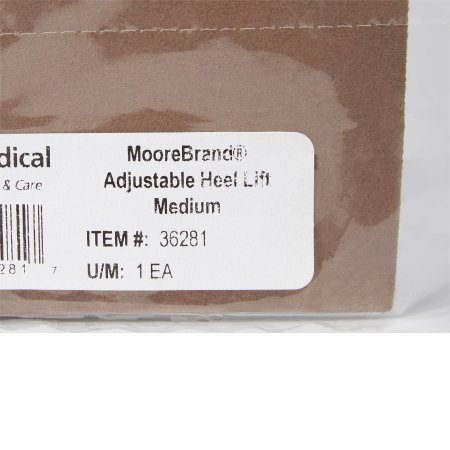 dical
& Care
281 7
MooreBrand®
Adjustable Heel Lift
Medium
ITEM #: 36281
U/M: 1 EA